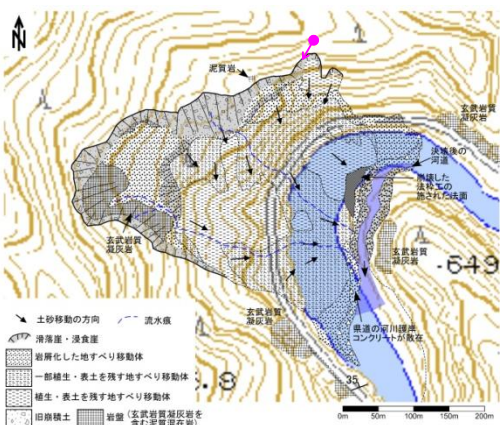 N
泥質岩
玄武岩質
凝灰岩
決壊後の
河道
崩壊した
法枠工の
施された法面
玄武岩質
凝灰岩
玄武岩質
凝灰岩
-649
玄武岩質
凝灰岩
県道の河川護岸
コンクリートが散在
35
土砂移動の方向
流水痕
滑落崖・浸食崖
岩屑化した地すべり移動体
一部植生・表土を残す地すべり移動体
植生・表土を残す地すべり移動体
旧崩積土
岩盤(玄武岩質凝灰岩を
含む泥質混在岩)
.8
0m 50m 100m 150m 200m